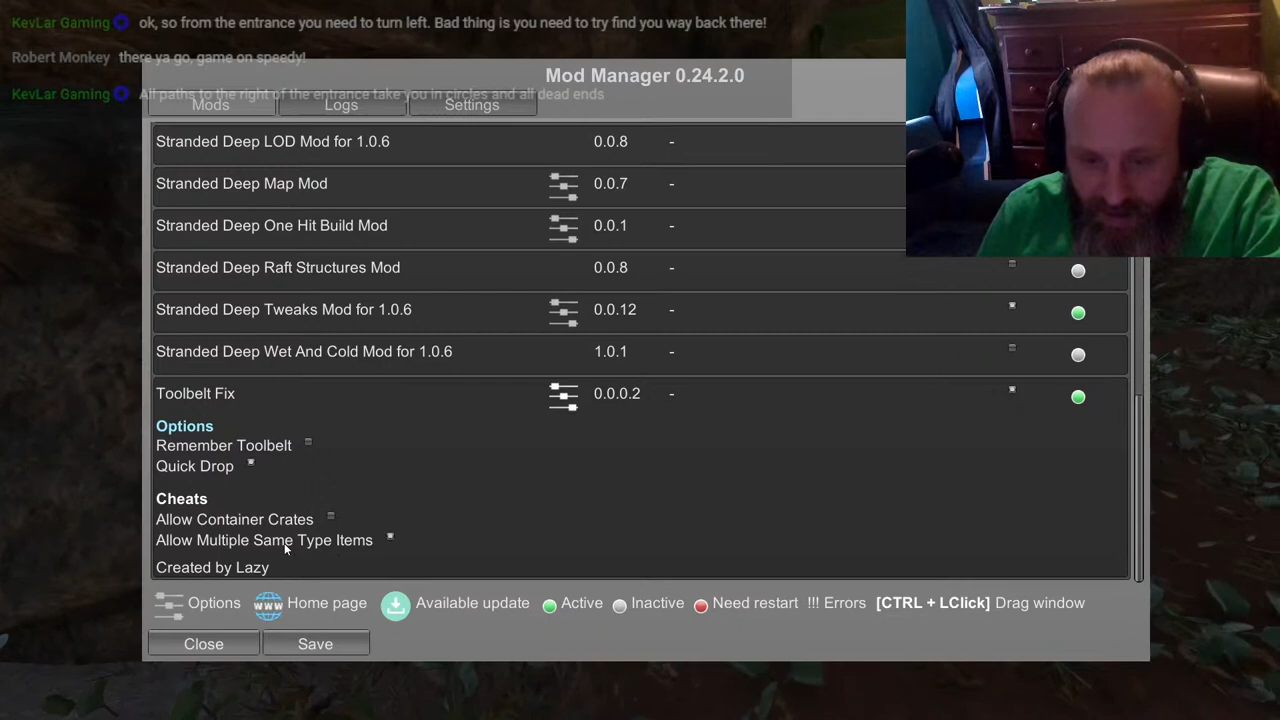 KevLar Gaming ok, so from the entrance you need to turn left. Bad thing is you need to try find you way back there!
Robert Monkey there ya go, game on speedy!
Mod Manager 0.24.2.0
KevLar Gaming All paths to the right of the entrance take you in circles and all dead ends
Mods Logs Settings
Stranded Deep LOD Mod for 1.0.6 0.0.8 -
Stranded Deep Map Mod 0.0.7 -
Stranded Deep One Hit Build Mod 0.0.1 -
Stranded Deep Raft Structures Mod 0.0.8 -
Stranded Deep Tweaks Mod for 1.0.6 0.0.12 -
Stranded Deep Wet And Cold Mod for 1.0.6 1.0.1 -
Toolbelt Fix 0.0.0.2 -
Options
Remember Toolbelt
Quick Drop
Cheats
Allow Container Crates
Allow Multiple Same Type Items
Created by Lazy
Options www Home page Available update Active Inactive Need restart !!! Errors [CTRL + LClick] Drag window
Close Save